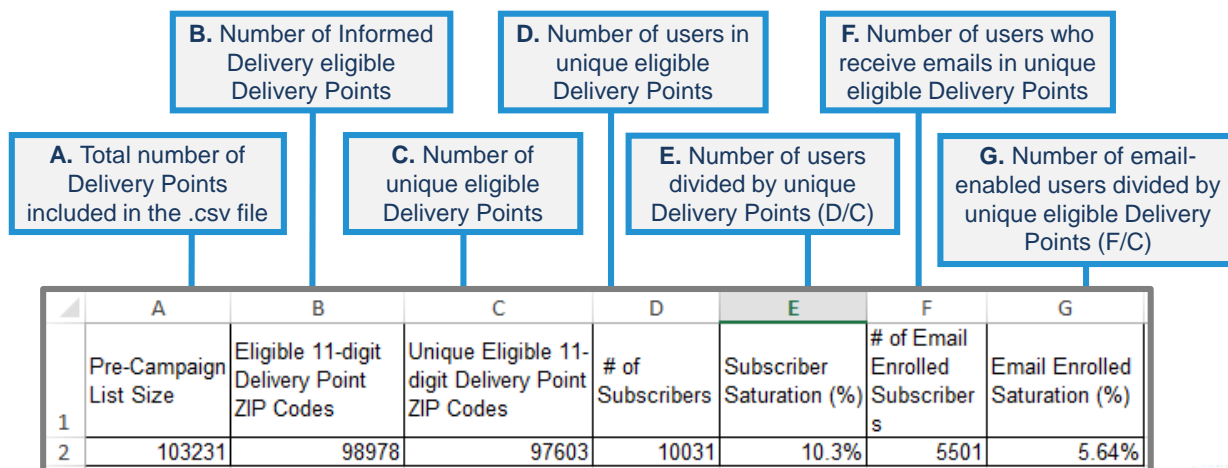 B. Number of Informed
Delivery eligible
Delivery Points
D. Number of users in
unique eligible
Delivery Points
F. Number of users who
receive emails in unique
eligible Delivery Points
A. Total number of
Delivery Points
included in the .csv file
C. Number of
unique eligible
Delivery Points
E. Number of users
divided by unique
Delivery Points (D/C)
G. Number of email-
enabled users divided by
unique eligible Delivery
Points (F/C)
A B C D E F G
1
Pre-Campaign
List Size
Eligible 11-digit
Delivery Point
ZIP Codes
Unique Eligible 11-
digit Delivery Point
ZIP Codes
# of
Subscribers
Subscriber
Saturation (%)
# of Email
Enrolled
Subscriber
s
Email Enrolled
Saturation (%)
2 103231 98978 97603 10031 10.3% 5501 5.64%